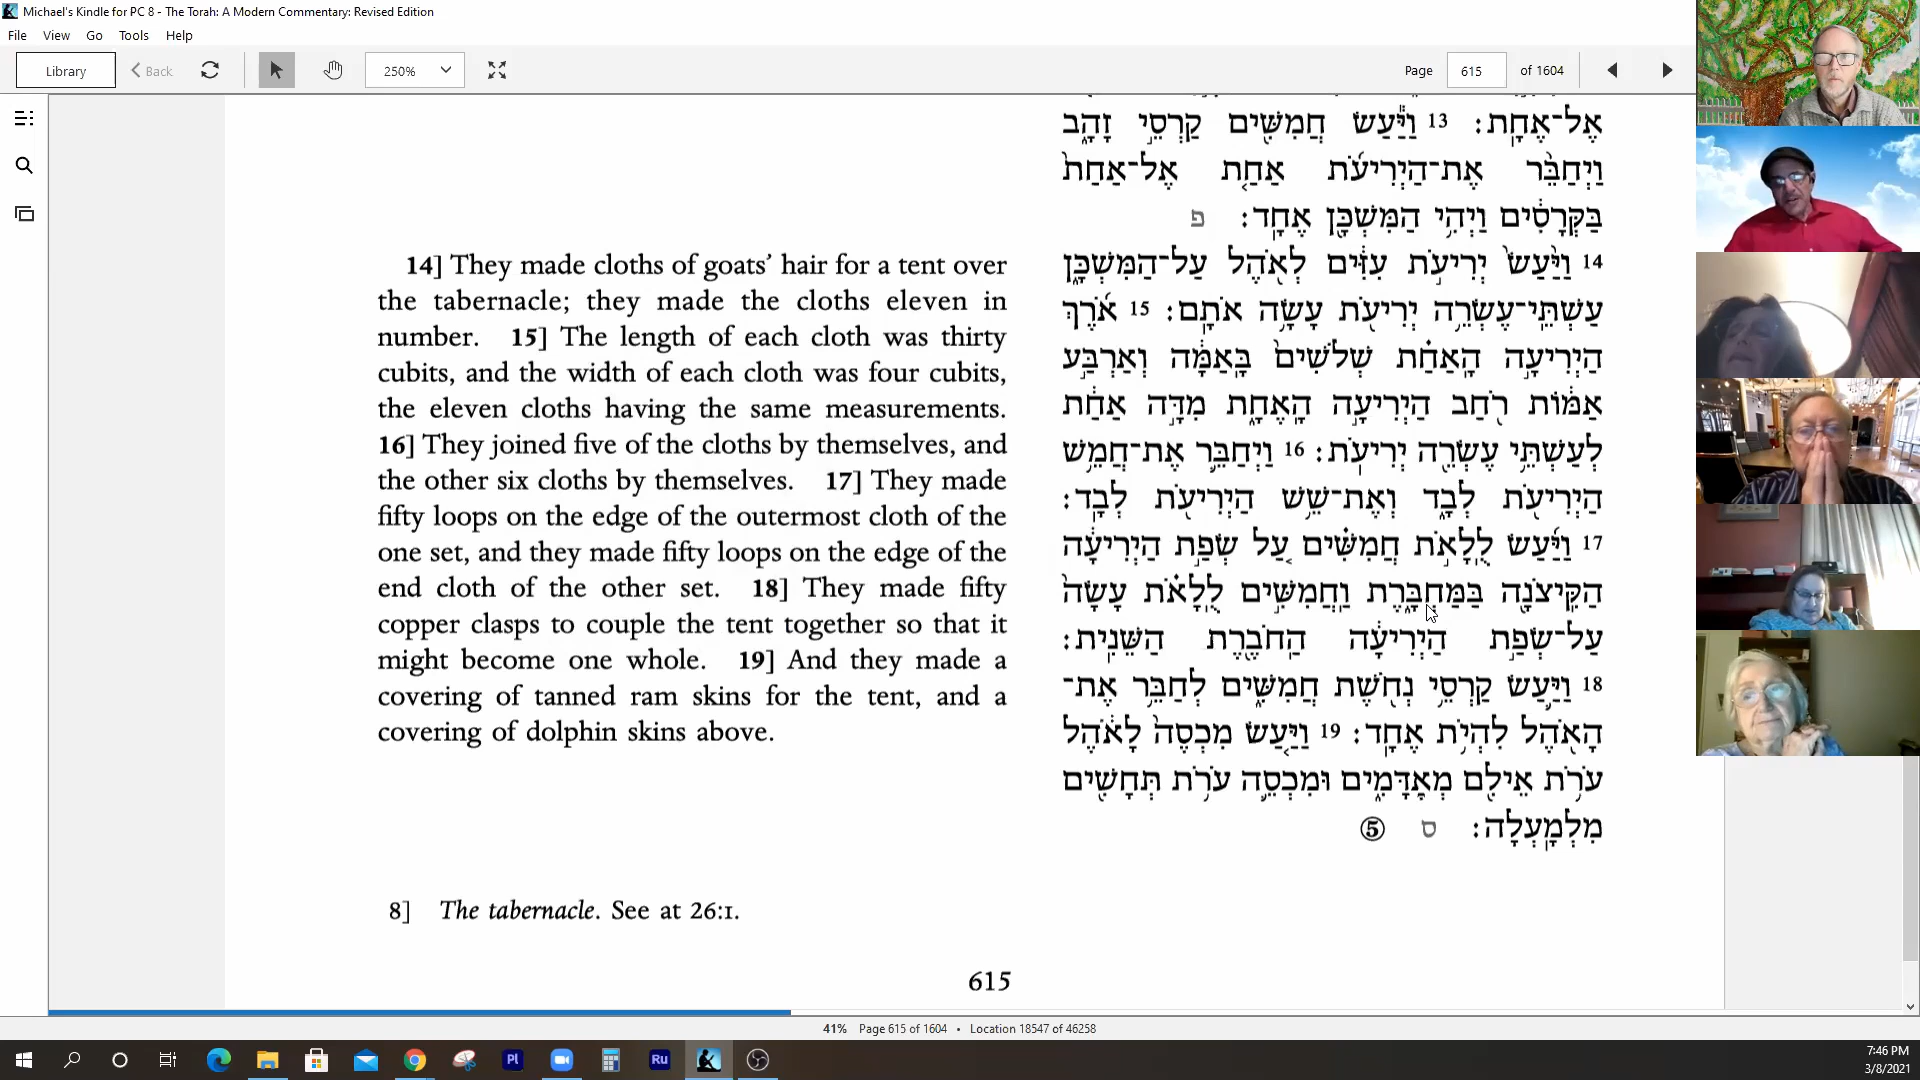 Michael's Kindle for PC 8 - The Torah: A Modern Commentary: Revised Edition
File View Go Tools Help
Library Back 250% Page 615 of 1604
אֶל־אֶחָֽת׃ 13 וַיַּ֕עַשׂ חֲמִשִּׁ֖ים קַרְסֵ֣י זָהָ֑ב
וַיְחַבֵּ֨ר אֶת־הַיְרִיעֹ֜ת אַחַ֤ת אֶל־אַחַת֙
בַּקְּרָסִ֔ים וַיְהִ֥י הַמִּשְׁכָּ֖ן אֶחָֽד׃ פ
14 וַיַּ֙עַשׂ֙ יְרִיעֹ֣ת עִזִּ֔ים לְאֹ֖הֶל עַל־הַמִּשְׁכָּ֑ן
עַשְׁתֵּֽי־עֶשְׂרֵ֥ה יְרִיעֹ֖ת עָשָׂ֥ה אֹתָֽם׃ 15 אֹ֜רֶךְ
הַיְרִיעָ֣ה הָאַחַ֗ת שְׁלֹשִׁים֙ בָּֽאַמָּ֔ה וְאַרְבַּ֣ע
אַמּ֔וֹת רֹ֖חַב הַיְרִיעָ֣ה הָאֶחָ֑ת מִדָּ֣ה אַחַ֔ת
לְעַשְׁתֵּ֥י עֶשְׂרֵ֖ה יְרִיעֹֽת׃ 16 וַיְחַבֵּ֛ר אֶת־חֲמֵ֥שׁ
הַיְרִיעֹ֖ת לְבָ֑ד וְאֶת־שֵׁ֥שׁ הַיְרִיעֹ֖ת לְבָֽד׃
17 וַיַּ֜עַשׂ לֻֽלָאֹ֣ת חֲמִשִּׁ֗ים עַ֚ל שְׂפַ֣ת הַיְרִיעָ֔ה
הַקִּיצֹנָ֖ה בַּמַּחְבָּ֑רֶת וַחֲמִשִּׁ֣ים לֻֽלָאֹ֗ת עָשָׂה֙
עַל־שְׂפַ֣ת הַיְרִיעָ֔ה הַחֹבֶ֖רֶת הַשֵּׁנִֽית׃
18 וַיַּ֛עַשׂ קַרְסֵ֥י נְחֹ֖שֶׁת חֲמִשִּׁ֑ים לְחַבֵּ֥ר אֶת־
הָאֹ֖הֶל לִהְיֹ֥ת אֶחָֽד׃ 19 וַיַּ֤עַשׂ מִכְסֶה֙ לָאֹ֔הֶל
עֹרֹ֥ת אֵילִ֖ם מְאׇדָּמִ֑ים וּמִכְסֵ֛ה עֹרֹ֥ת תְּחָשִׁ֖ים
מִלְמָֽעְלָה׃ ס ⑤
14] They made cloths of goats’ hair for a tent over
the tabernacle; they made the cloths eleven in
number. 15] The length of each cloth was thirty
cubits, and the width of each cloth was four cubits,
the eleven cloths having the same measurements.
16] They joined five of the cloths by themselves, and
the other six cloths by themselves. 17] They made
fifty loops on the edge of the outermost cloth of the
one set, and they made fifty loops on the edge of the
end cloth of the other set. 18] They made fifty
copper clasps to couple the tent together so that it
might become one whole. 19] And they made a
covering of tanned ram skins for the tent, and a
covering of dolphin skins above.
8] The tabernacle. See at 26:1.
615
41% Page 615 of 1604 • Location 18547 of 46258
Pl Ru
7:46 PM
3/8/2021